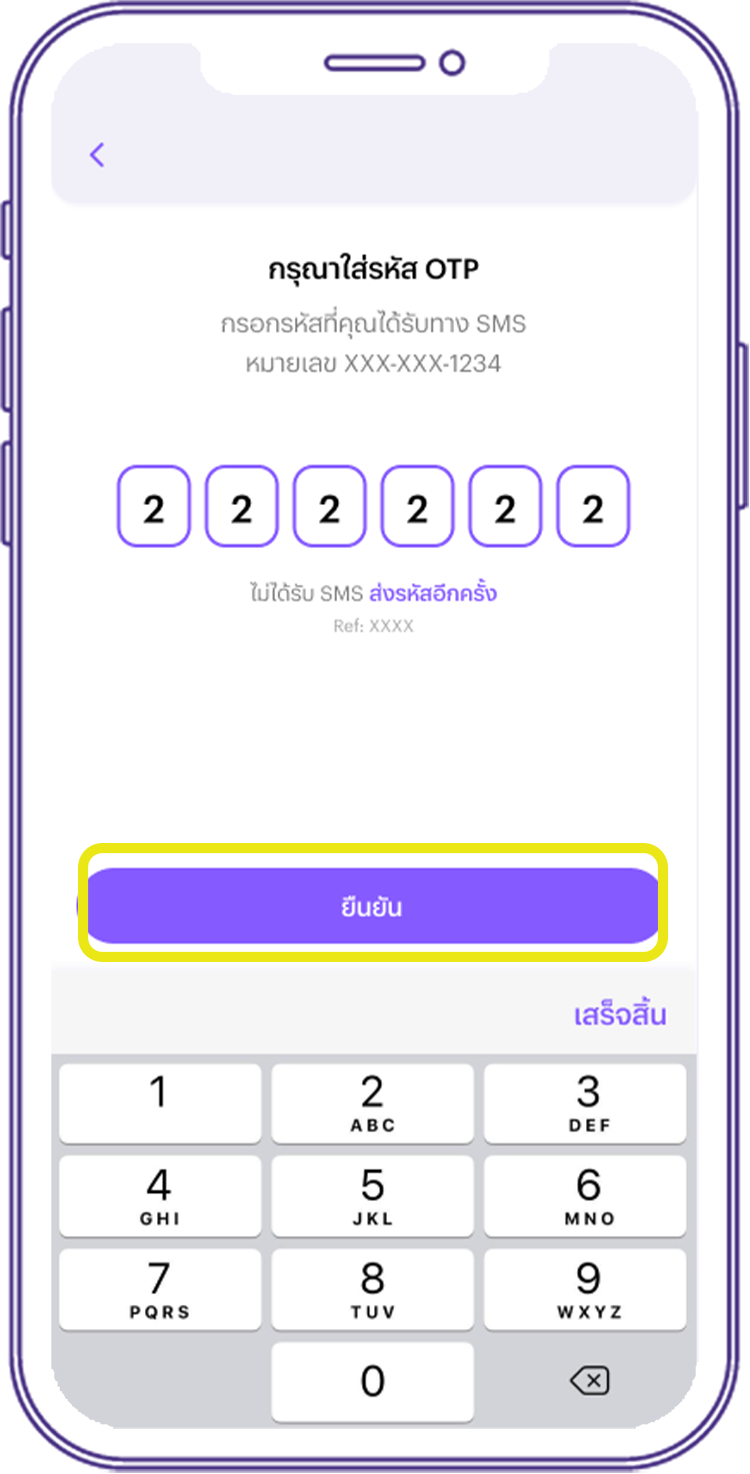 กรุณาใส่รหัส OTP
กรอกรหัสที่คุณได้รับทาง SMS
หมายเลข XXX-XXX-1234
2 2 2 2 2 2
ไม่ได้รับ SMS ส่งรหัสอีกครั้ง
Ref: XXXX
ยืนยัน
เสร็จสิ้น
1 2 3
ABC DEF
4 5 6
GHI JKL MNO
7 8 9
PQRS TUV WXYZ
0